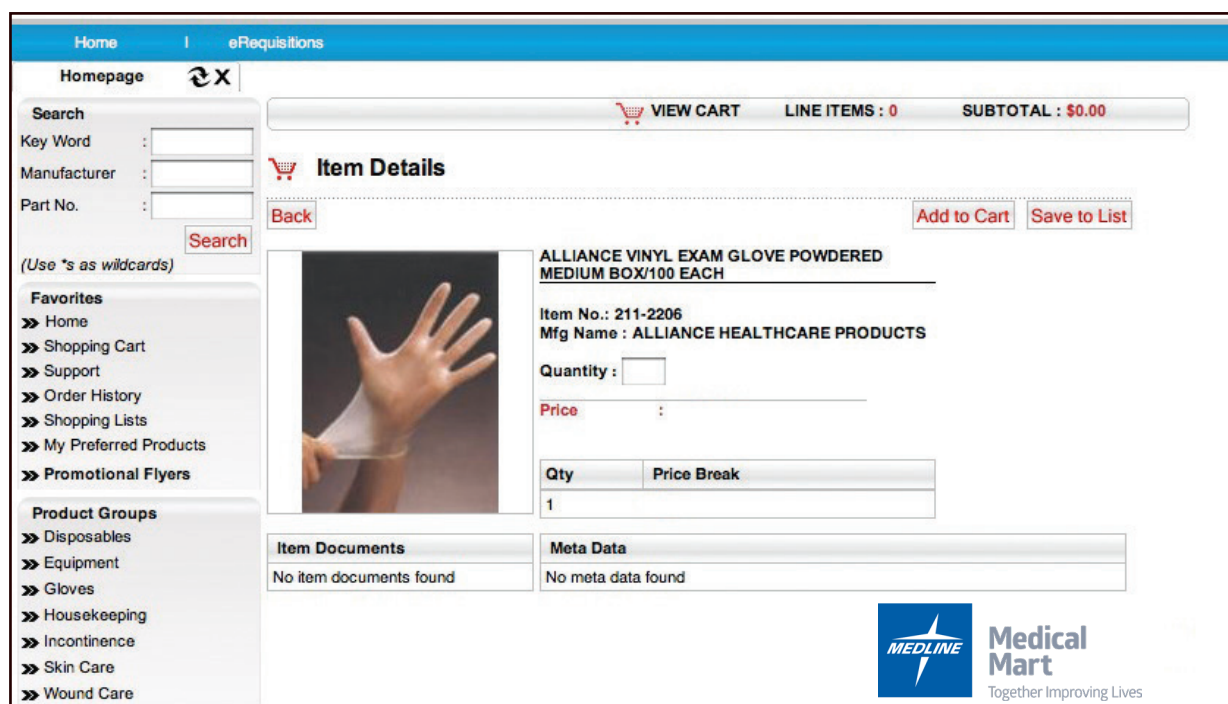 Home | eRequisitions
Homepage X
VIEW CART LINE ITEMS : 0 SUBTOTAL : $0.00
Search
Key Word :
Manufacturer :
Part No. :
Search
(Use *s as wildcards)
Favorites
Home
Shopping Cart
Support
Order History
Shopping Lists
My Preferred Products
Promotional Flyers
Product Groups
Disposables
Equipment
Gloves
Housekeeping
Incontinence
Skin Care
Wound Care
Item Details
Back
Add to Cart Save to List
ALLIANCE VINYL EXAM GLOVE POWDERED
MEDIUM BOX/100 EACH
Item No.: 211-2206
Mfg Name : ALLIANCE HEALTHCARE PRODUCTS
Quantity :
Price :
Qty Price Break
1
Item Documents
No item documents found
Meta Data
No meta data found
MEDLINE
Medical
Mart
Together Improving Lives